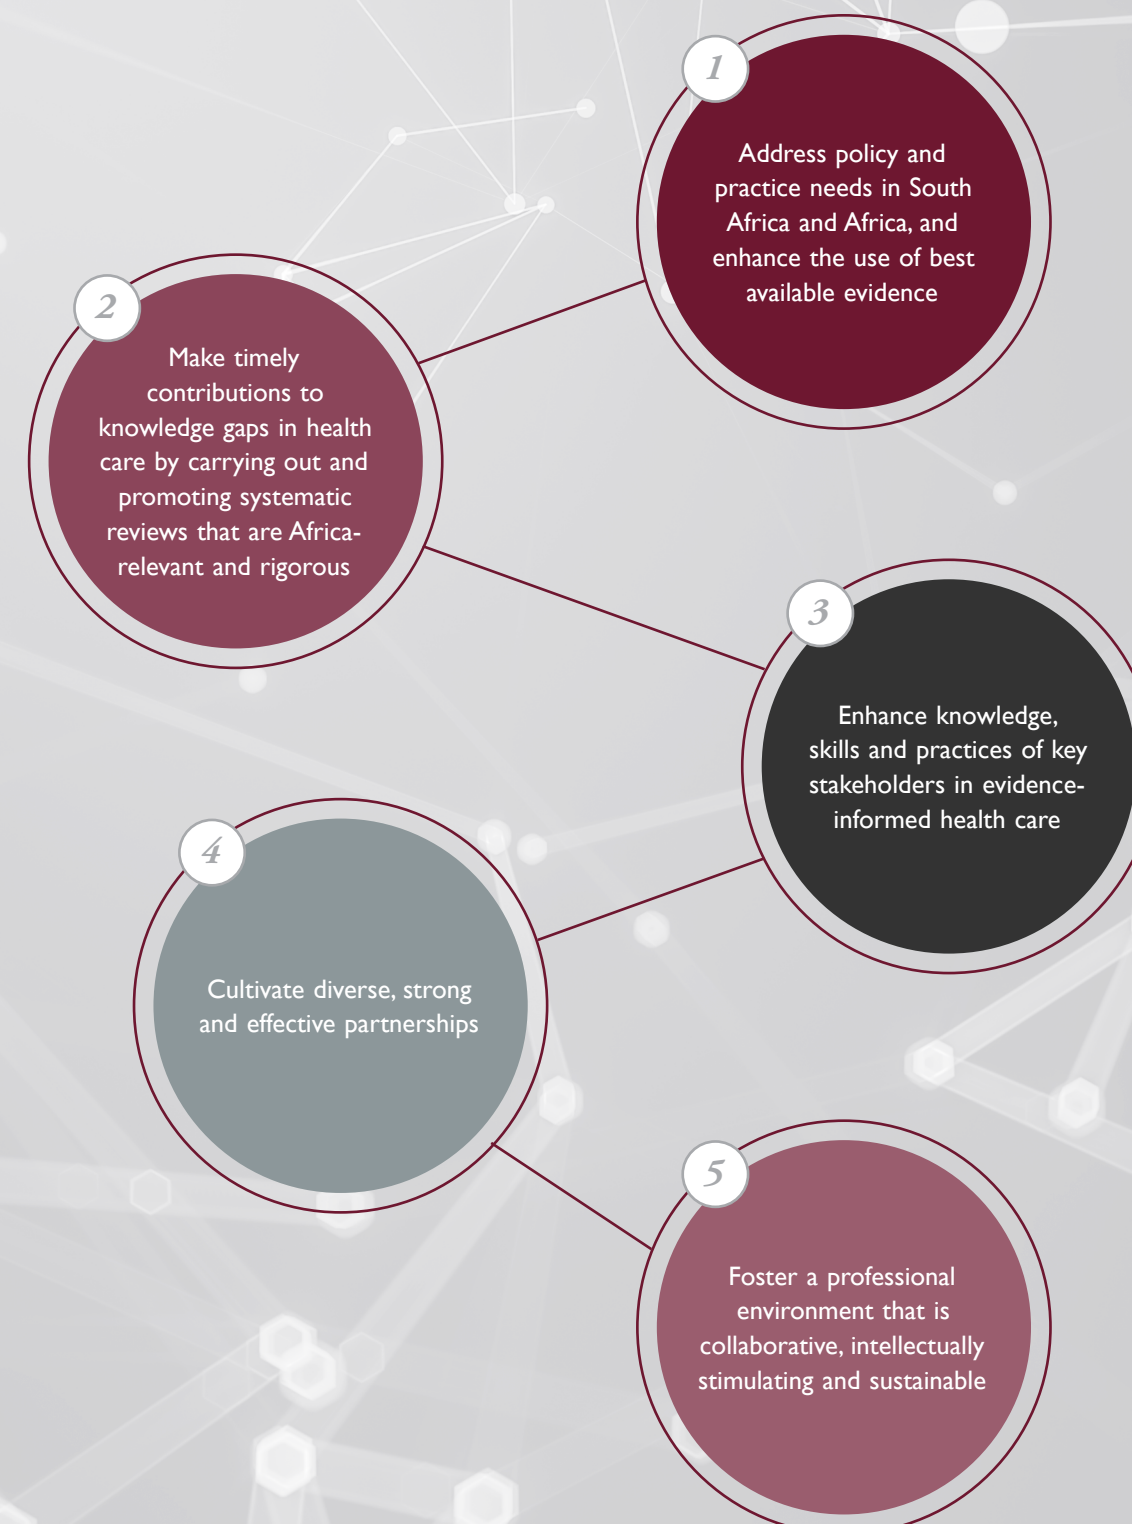 1
Address policy and
practice needs in South
Africa and Africa, and
enhance the use of best
available evidence
2
Make timely
contributions to
knowledge gaps in health
care by carrying out and
promoting systematic
reviews that are Africa-
relevant and rigorous
3
Enhance knowledge,
skills and practices of key
stakeholders in evidence-
informed health care
4
Cultivate diverse, strong
and effective partnerships
5
Foster a professional
environment that is
collaborative, intellectually
stimulating and sustainable